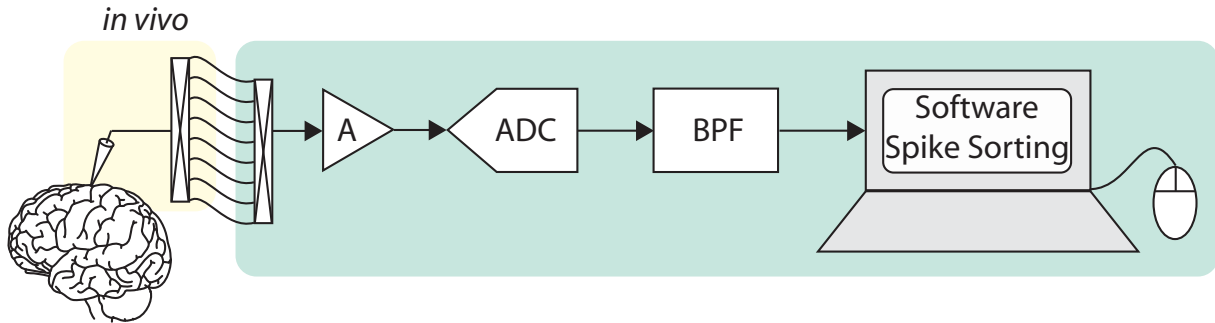 in vivo
A
ADC
BPF
Software
Spike Sorting